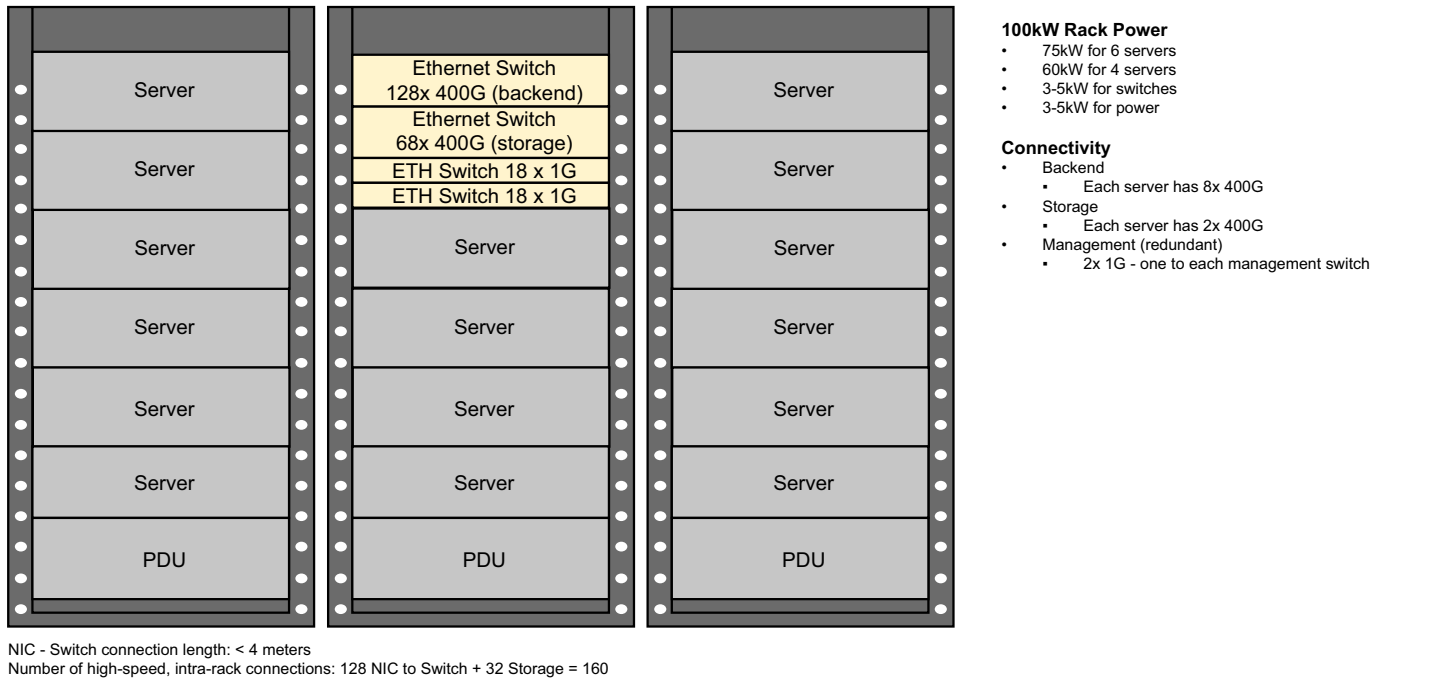 Server
Server
Server
Server
Server
Server
PDU
Ethernet Switch
128x 400G (backend)
Ethernet Switch
68x 400G (storage)
ETH Switch 18 x 1G
ETH Switch 18 x 1G
Server
Server
Server
Server
PDU
Server
Server
Server
Server
Server
Server
PDU
100kW Rack Power
• 75kW for 6 servers
• 60kW for 4 servers
• 3-5kW for switches
• 3-5kW for power
Connectivity
• Backend
▪ Each server has 8x 400G
• Storage
▪ Each server has 2x 400G
• Management (redundant)
▪ 2x 1G - one to each management switch
NIC - Switch connection length: < 4 meters
Number of high-speed, intra-rack connections: 128 NIC to Switch + 32 Storage = 160